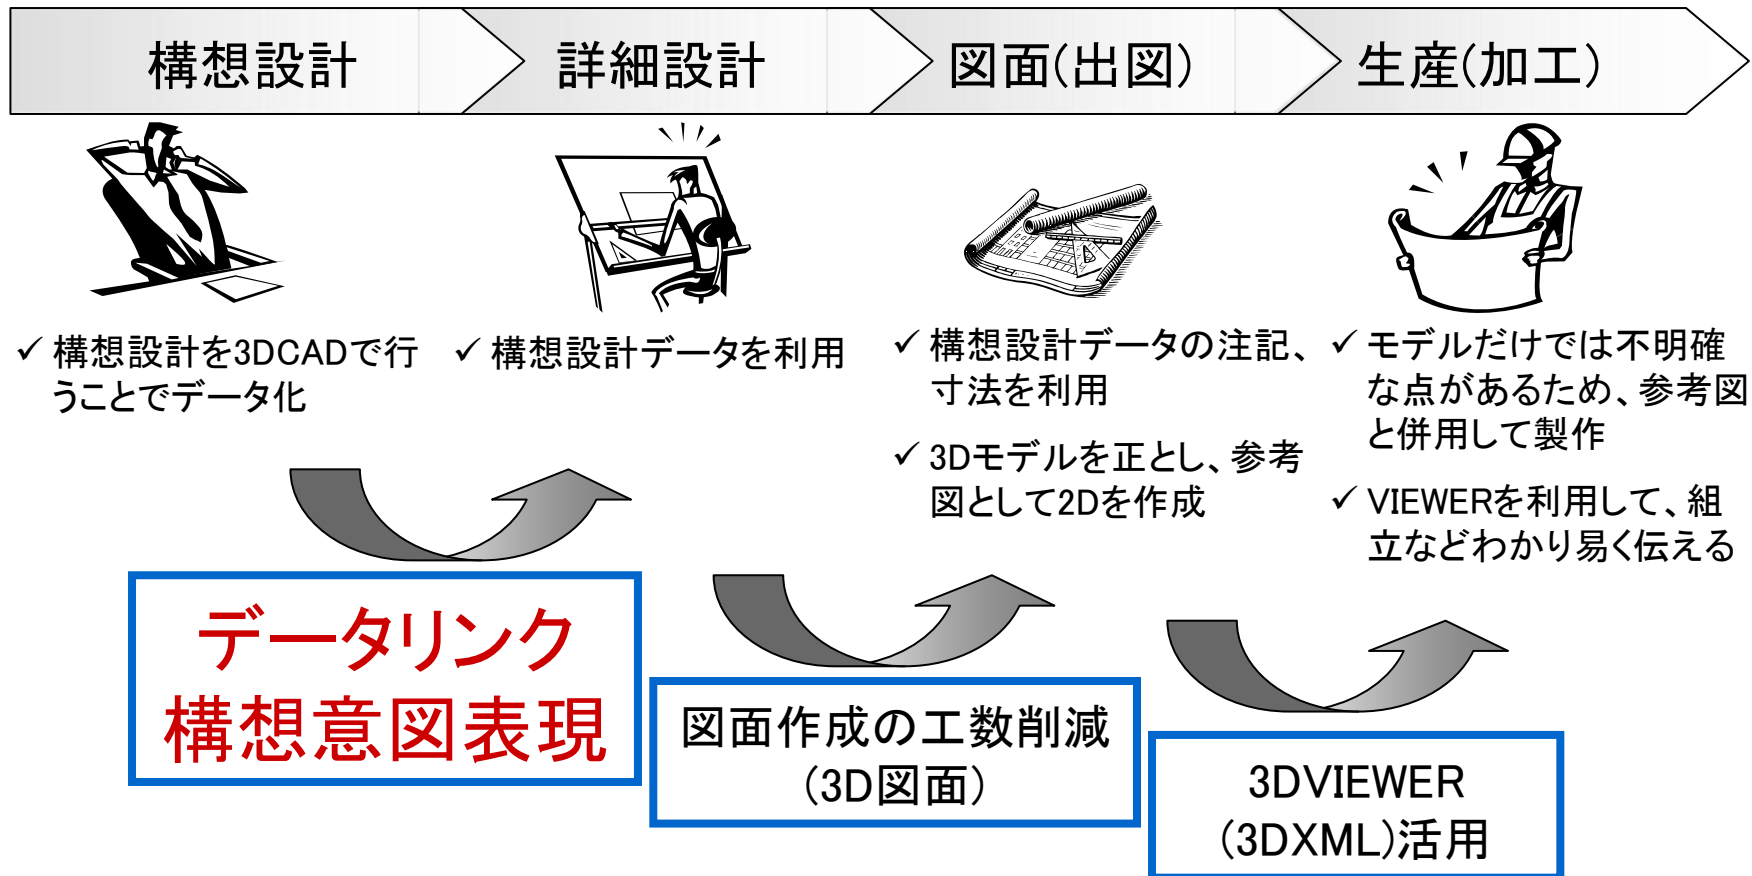 構想設計
詳細設計
図面(出図)
生産(加工)
✓ 構想設計を3DCADで行
うことでデータ化
✓ 構想設計データを利用
✓ 構想設計データの注記、
寸法を利用
✓ 3Dモデルを正とし、参考
図として2Dを作成
✓ モデルだけでは不明確
な点があるため、参考図
と併用して製作
✓ VIEWERを利用して、組
立などわかり易く伝える
データリンク
構想意図表現
図面作成の工数削減
(3D図面)
3DVIEWER
(3DXML)活用